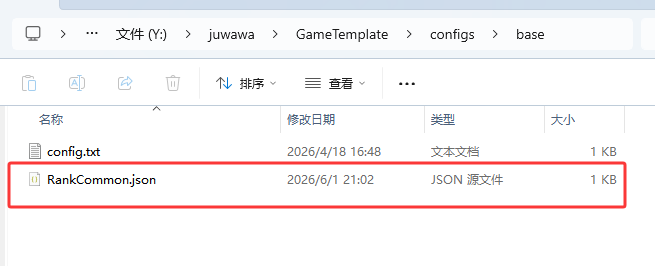 … 文件 (Y:) juwawa GameTemplate configs base
排序 查看 …
名称 修改日期 类型 大小
config.txt 2026/4/18 16:48 文本文档 1 KB
RankCommon.json 2026/6/1 21:02 JSON 源文件 1 KB